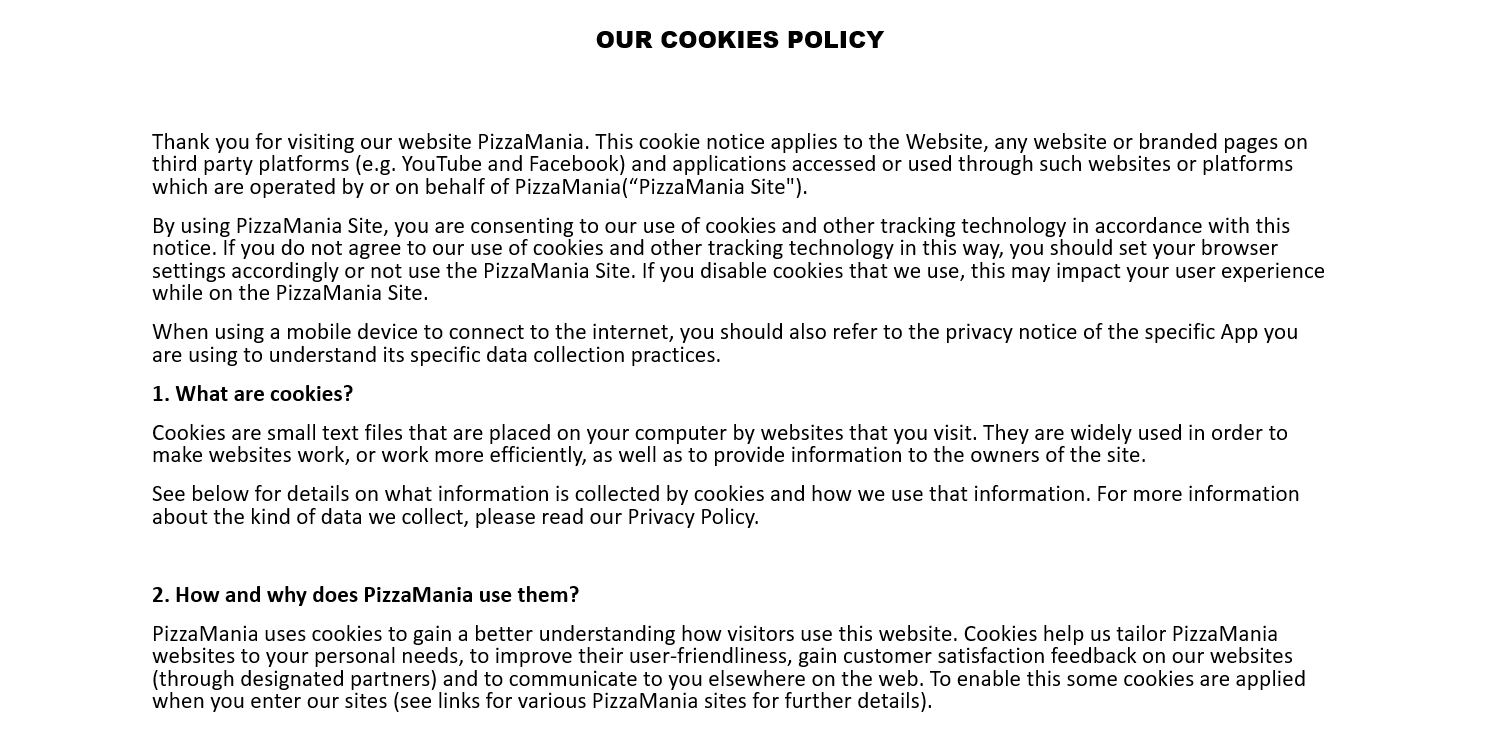 OUR COOKIES POLICY
Thank you for visiting our website PizzaMania. This cookie notice applies to the Website, any website or branded pages on
third party platforms (e.g. YouTube and Facebook) and applications accessed or used through such websites or platforms
which are operated by or on behalf of PizzaMania(“PizzaMania Site").
By using PizzaMania Site, you are consenting to our use of cookies and other tracking technology in accordance with this
notice. If you do not agree to our use of cookies and other tracking technology in this way, you should set your browser
settings accordingly or not use the PizzaMania Site. If you disable cookies that we use, this may impact your user experience
while on the PizzaMania Site.
When using a mobile device to connect to the internet, you should also refer to the privacy notice of the specific App you
are using to understand its specific data collection practices.
1. What are cookies?
Cookies are small text files that are placed on your computer by websites that you visit. They are widely used in order to
make websites work, or work more efficiently, as well as to provide information to the owners of the site.
See below for details on what information is collected by cookies and how we use that information. For more information
about the kind of data we collect, please read our Privacy Policy.
2. How and why does PizzaMania use them?
PizzaMania uses cookies to gain a better understanding how visitors use this website. Cookies help us tailor PizzaMania
websites to your personal needs, to improve their user-friendliness, gain customer satisfaction feedback on our websites
(through designated partners) and to communicate to you elsewhere on the web. To enable this some cookies are applied
when you enter our sites (see links for various PizzaMania sites for further details).